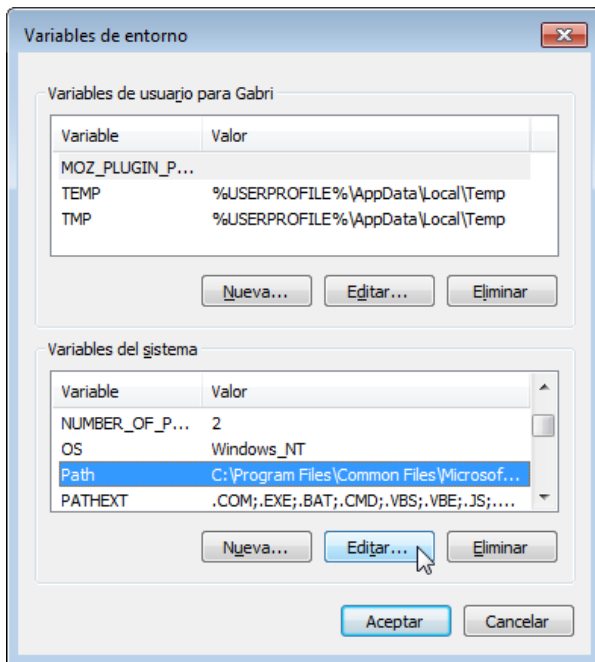 Variables de entorno
Variables de usuario para Gabri
Variable Valor
MOZ_PLUGIN_P...
TEMP %USERPROFILE%\AppData\Local\Temp
TMP %USERPROFILE%\AppData\Local\Temp
Nueva... Editar... Eliminar
Variables del sistema
Variable Valor
NUMBER_OF_P... 2
OS Windows_NT
Path C:\Program Files\Common Files\Microsof...
PATHEXT .COM;.EXE;.BAT;.CMD;.VBS;.VBE;.JS;....
Nueva... Editar... Eliminar
Aceptar Cancelar